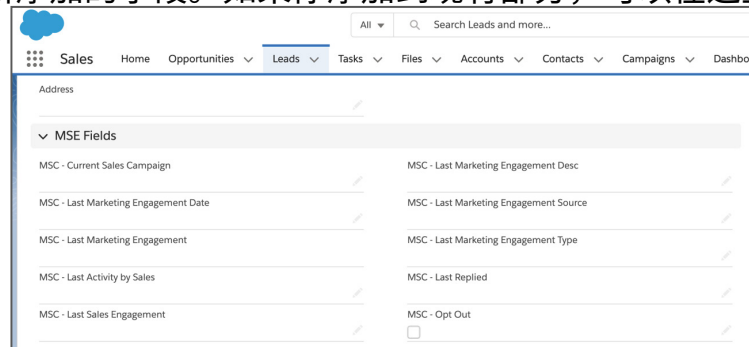 All
Search Leads and more...
Sales Home Opportunities Leads Tasks Files Accounts Contacts Campaigns Dashbo
Address
MSE Fields
MSC - Current Sales Campaign MSC - Last Marketing Engagement Desc
MSC - Last Marketing Engagement Date MSC - Last Marketing Engagement Source
MSC - Last Marketing Engagement MSC - Last Marketing Engagement Type
MSC - Last Activity by Sales MSC - Last Replied
MSC - Last Sales Engagement MSC - Opt Out